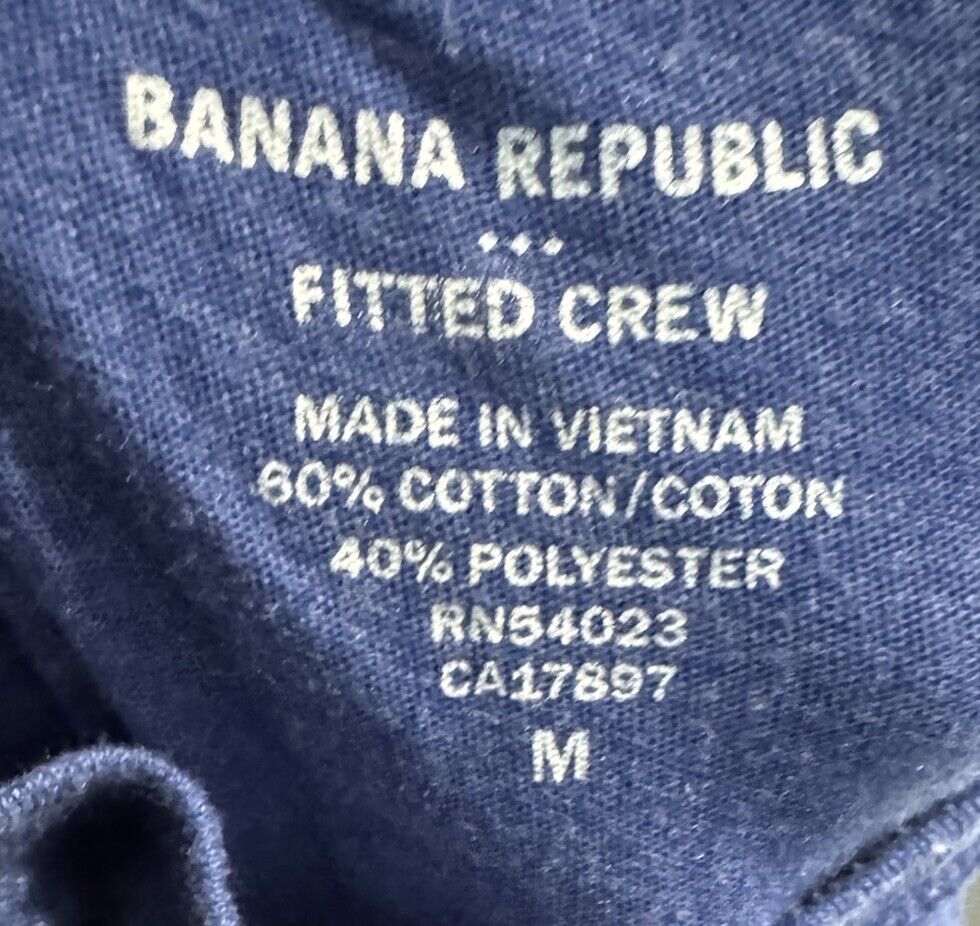 BANANA REPUBLIC
...
FITTED CREW
MADE IN VIETNAM
60% COTTON/COTON
40% POLYESTER
RN54023
CA17897
M